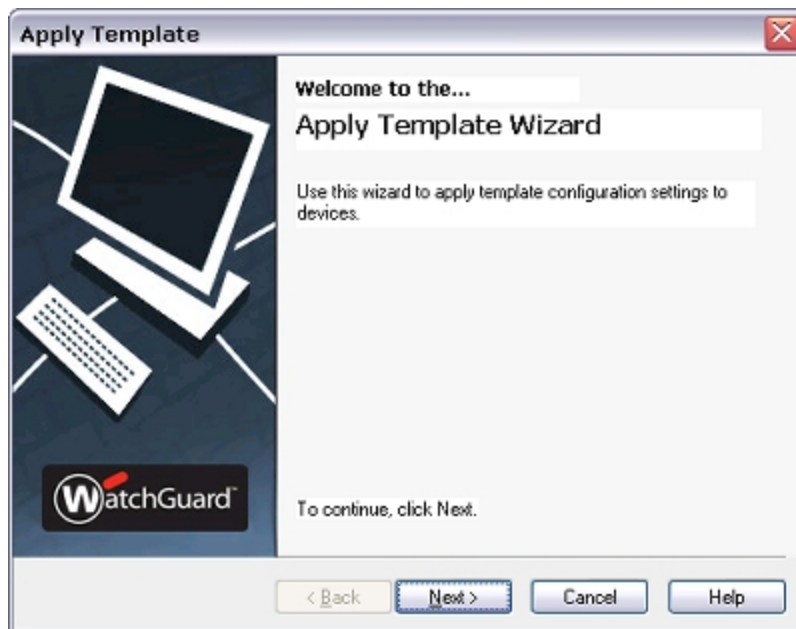 Apply Template
Welcome to the...
Apply Template Wizard
Use this wizard to apply template configuration settings to
devices.
WatchGuard™
To continue, click Next.
< Back
Next >
Cancel
Help